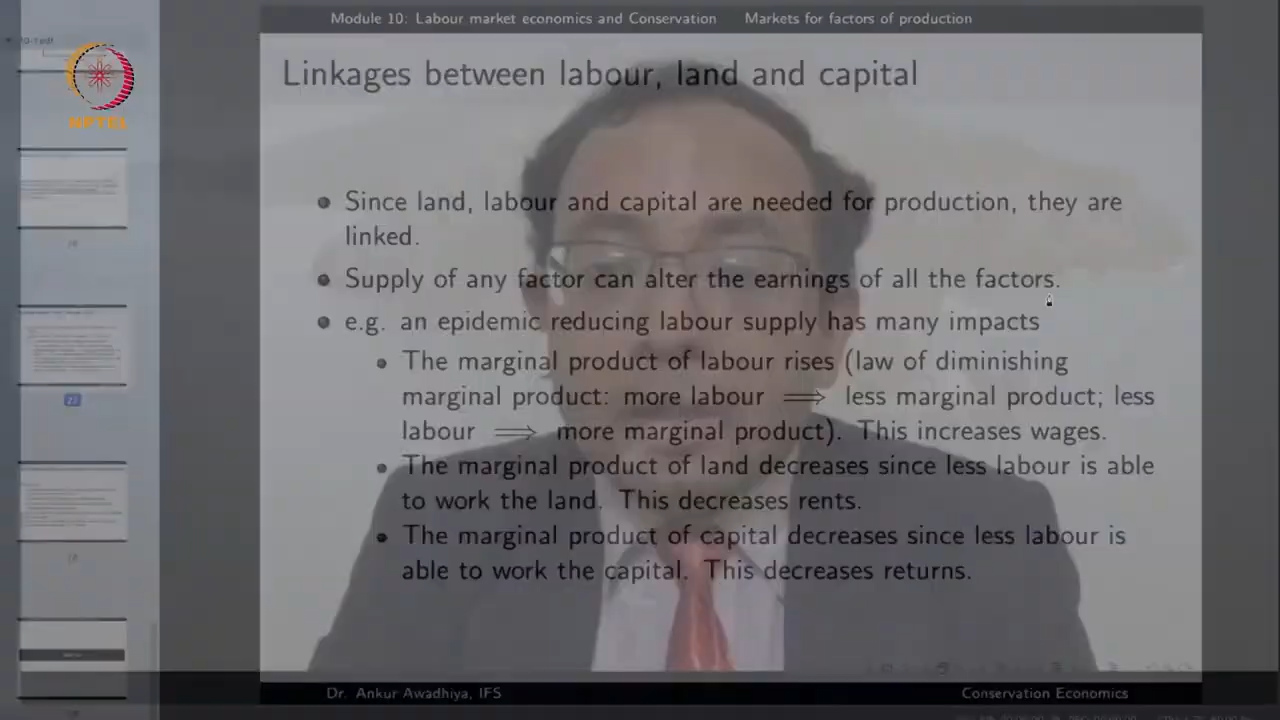 Module 10: Labour market economics and Conservation Markets for factors of production
NPTEL
Linkages between labour, land and capital
Since land, labour and capital are needed for production, they are
linked.
Supply of any factor can alter the earnings of all the factors.
e.g. an epidemic reducing labour supply has many impacts
The marginal product of labour rises (law of diminishing
marginal product: more labour ⟹ less marginal product; less
labour ⟹ more marginal product). This increases wages.
The marginal product of land decreases since less labour is able
to work the land. This decreases rents.
The marginal product of capital decreases since less labour is
able to work the capital. This decreases returns.
Dr. Ankur Awadhiya, IFS Conservation Economics